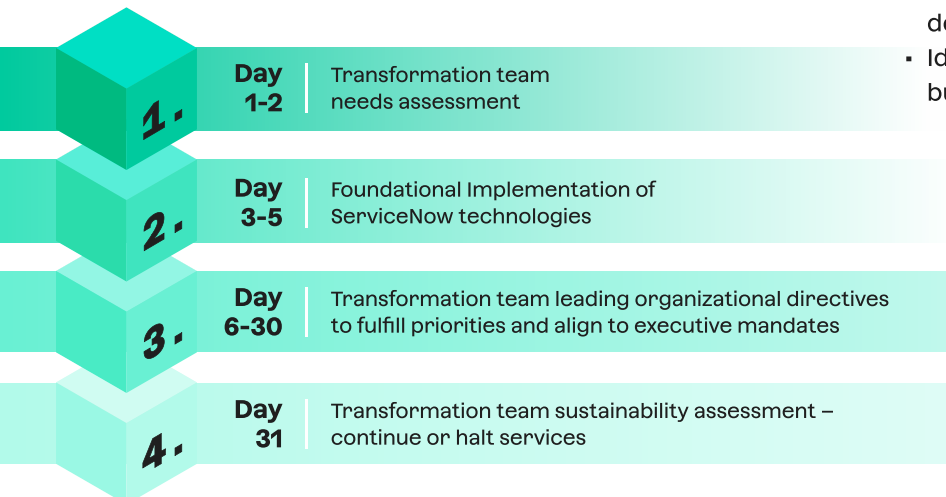 1.
Day
1-2
Transformation team
needs assessment
2.
Day
3-5
Foundational Implementation of
ServiceNow technologies
3.
Day
6-30
Transformation team leading organizational directives
to fulfill priorities and align to executive mandates
4.
Day
31
Transformation team sustainability assessment –
continue or halt services